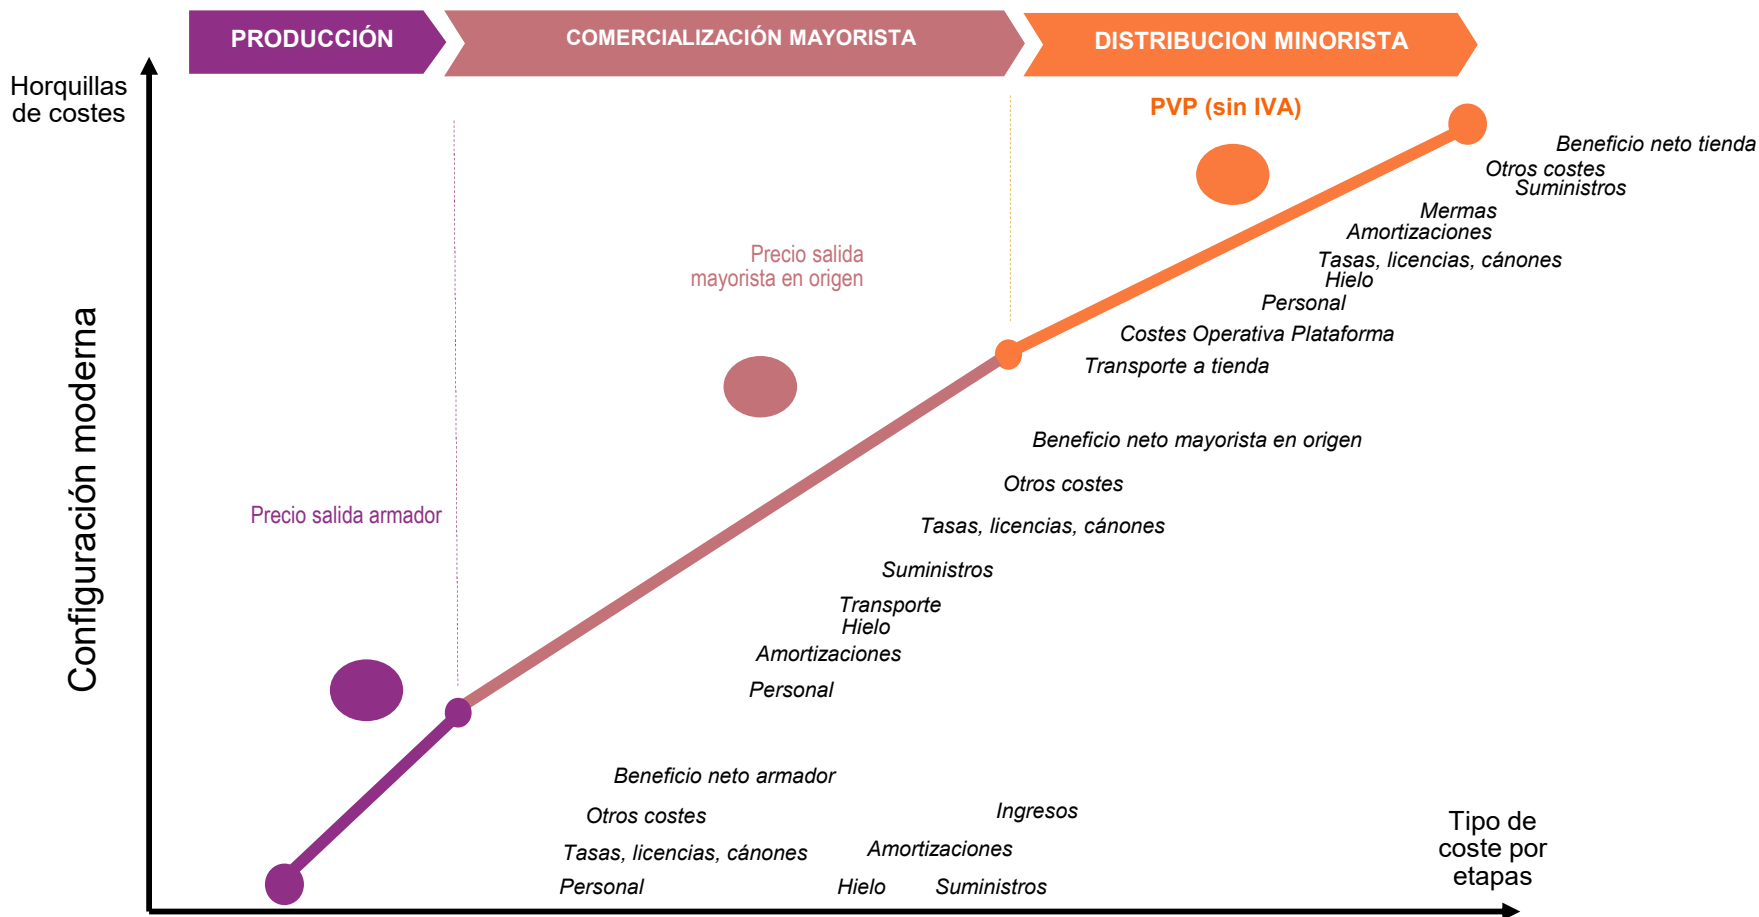 PRODUCCIÓN
COMERCIALIZACIÓN MAYORISTA
DISTRIBUCION MINORISTA
Horquillas
de costes
PVP (sin IVA)
Beneficio neto tienda
Otros costes
Suministros
Mermas
Amortizaciones
Tasas, licencias, cánones
Hielo
Personal
Costes Operativa Plataforma
Transporte a tienda
Precio salida
mayorista en origen
Configuración moderna
Beneficio neto mayorista en origen
Otros costes
Tasas, licencias, cánones
Suministros
Transporte
Hielo
Amortizaciones
Personal
Precio salida armador
Beneficio neto armador
Otros costes
Ingresos
Tasas, licencias, cánones
Amortizaciones
Personal
Hielo
Suministros
Tipo de
coste por
etapas